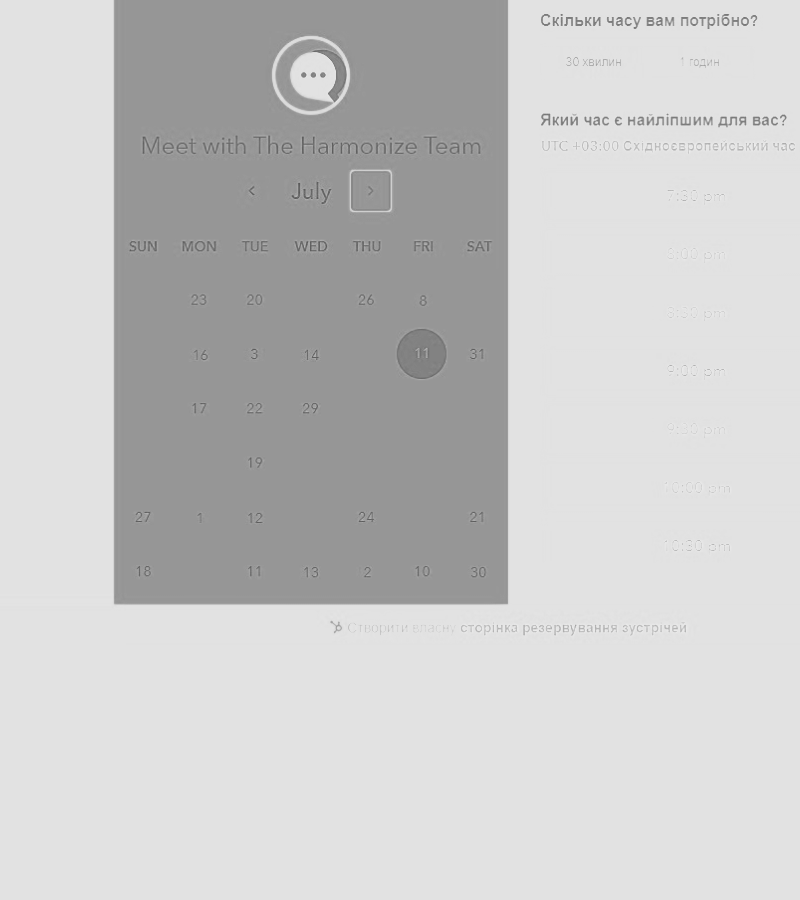 Meet with The Harmonize Team
July
SUN MON TUE WED THU FRI SAT
23 20 26 8
16 3 14 11 31
17 22 29
19
27 1 12 24 21
18 11 13 2 10 30
Скільки часу вам потрібно?
30 хвилин 1 годин
Який час є найліпшим для вас?
UTC +03:00 Східноєвропейський час
7:30 pm
8:00 pm
8:30 pm
9:00 pm
9:30 pm
10:00 pm
10:30 pm
Створити власну сторінка резервування зустрічей